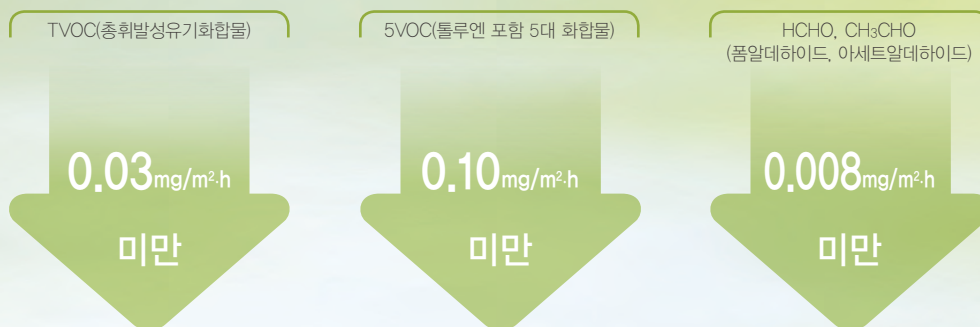 TVOC(총휘발성유기화합물)
0.03mg/m²·h
미만
5VOC(톨루엔 포함 5대 화합물)
0.10mg/m²·h
미만
HCHO, CH₃CHO
(폼알데하이드, 아세트알데하이드)
0.008mg/m²·h
미만